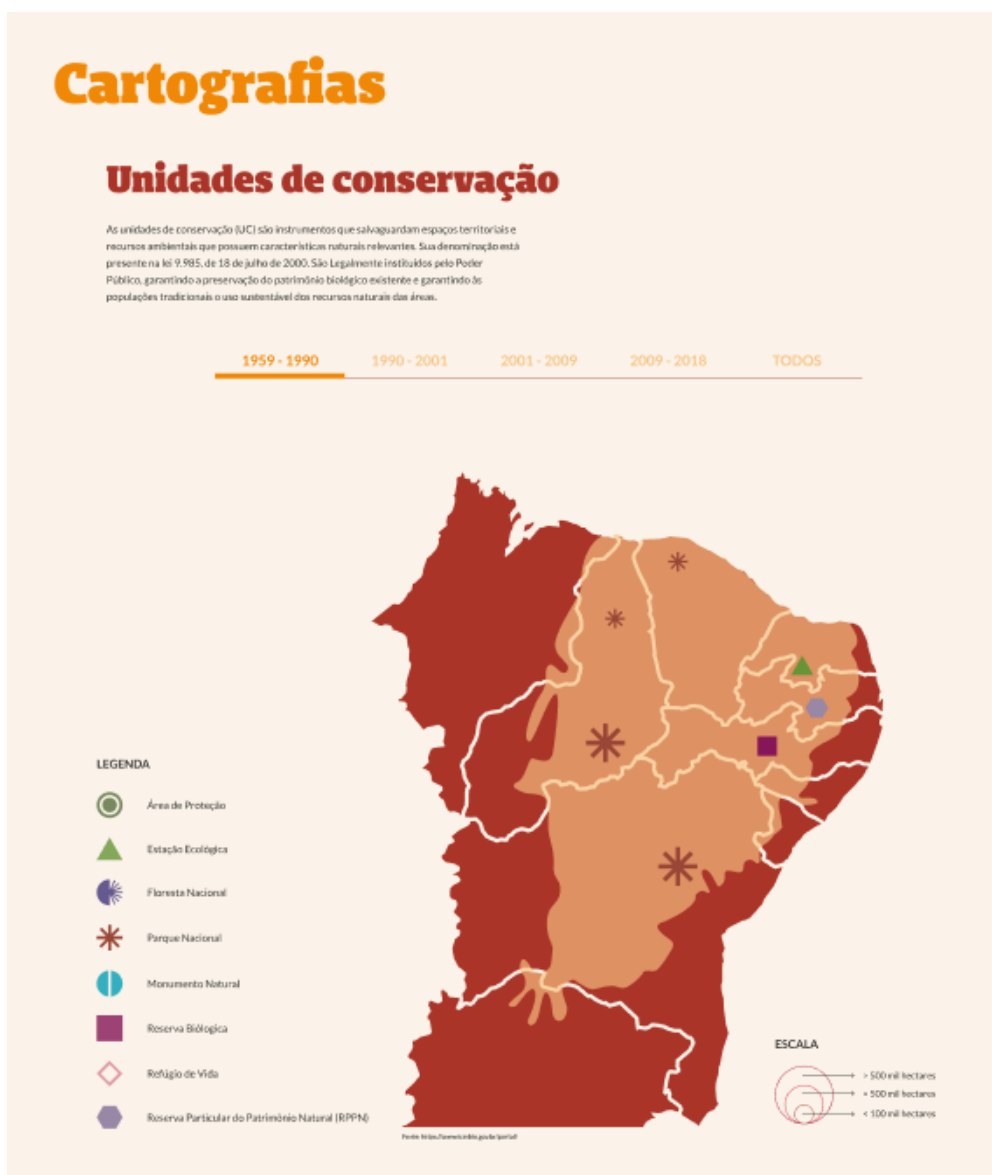 Cartografias
Unidades de conservação
As unidades de conservação (UC) são instrumentos que salvaguardam espaços territoriais e
recursos ambientais que possuem características naturais relevantes. Sua denominação está
presente na lei 9.985, de 18 de julho de 2000. São Legalmente instituídos pelo Poder
Público, garantindo a preservação do patrimônio biológico existente e garantindo às
populações tradicionais o uso sustentável dos recursos naturais das áreas.
1959 - 1990
1990 - 2001
2001 - 2009
2009 - 2018
TODOS
LEGENDA
Área de Proteção
Estação Ecológica
Floresta Nacional
Parque Nacional
Monumento Natural
Reserva Biólogica
Refúgio de Vida
Reserva Particular do Patrimônio Natural (RPPN)
ESCALA
> 500 mil hectares
= 500 mil hectares
< 100 mil hectares
Fonte: